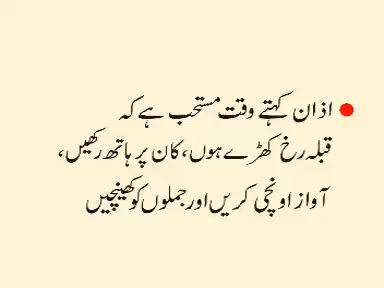 اذان کہتے وقت مستحب ہے کہ
قبلہ رخ کھڑے ہوں، کان پر ہاتھ رکھیں،
آواز اونچی کریں اور جملوں کو کھینچیں